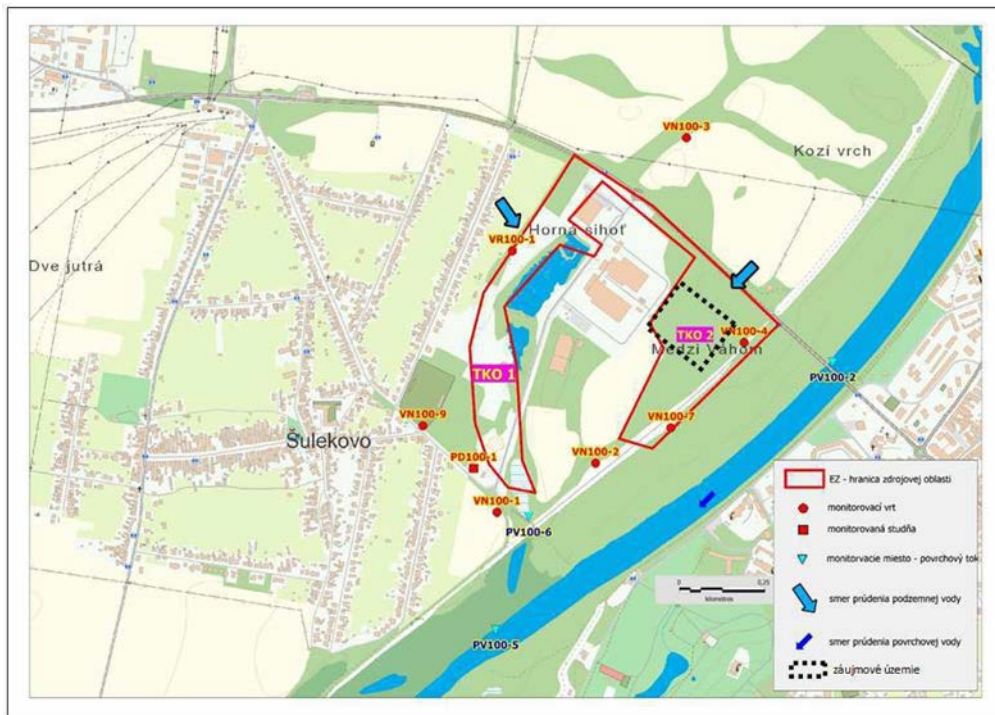 VN100-3
Kozí vrch
Horná sihoť
VR100-1
Dve jutrá
TKO 2
VN100-4
Medzi Váhom
PV100-2
TKO 1
VN100-9
VN100-7
Šulekovo
PD100-1
VN100-2
VN100-1
PV100-6
PV100-5
EZ - hranica zdrojovej oblasti
monitorovací vrt
monitorovaná studňa
monitorvacie miesto - povrchový tok
smer prúdenia podzemnej vody
smer prúdenia povrchovej vody
záujmové územie
0 0,25
kilometres